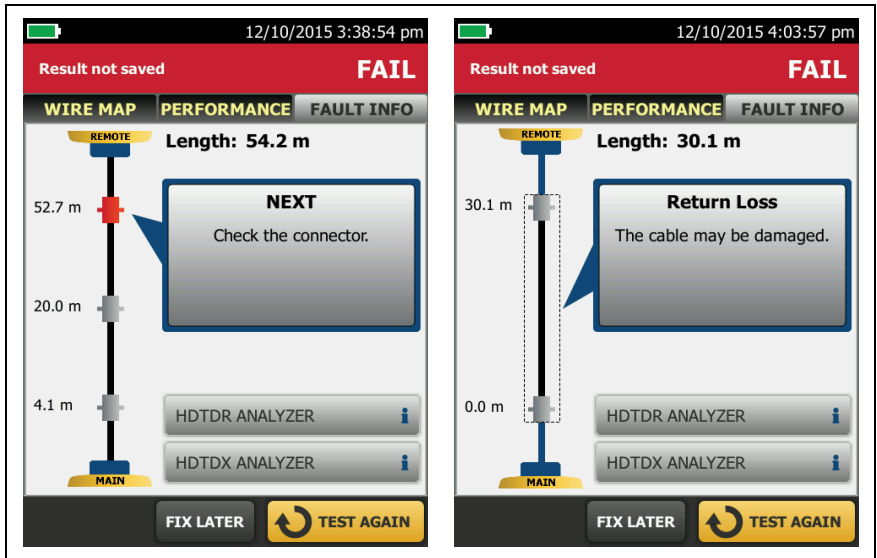 12/10/2015 3:38:54 pm
Result not saved FAIL
WIRE MAP PERFORMANCE FAULT INFO
REMOTE
Length: 54.2 m
52.7 m
NEXT
Check the connector.
20.0 m
4.1 m
HDTDR ANALYZER i
HDTDX ANALYZER i
MAIN
FIX LATER TEST AGAIN
12/10/2015 4:03:57 pm
Result not saved FAIL
WIRE MAP PERFORMANCE FAULT INFO
REMOTE
Length: 30.1 m
30.1 m
Return Loss
The cable may be damaged.
0.0 m
HDTDR ANALYZER i
HDTDX ANALYZER i
MAIN
FIX LATER TEST AGAIN